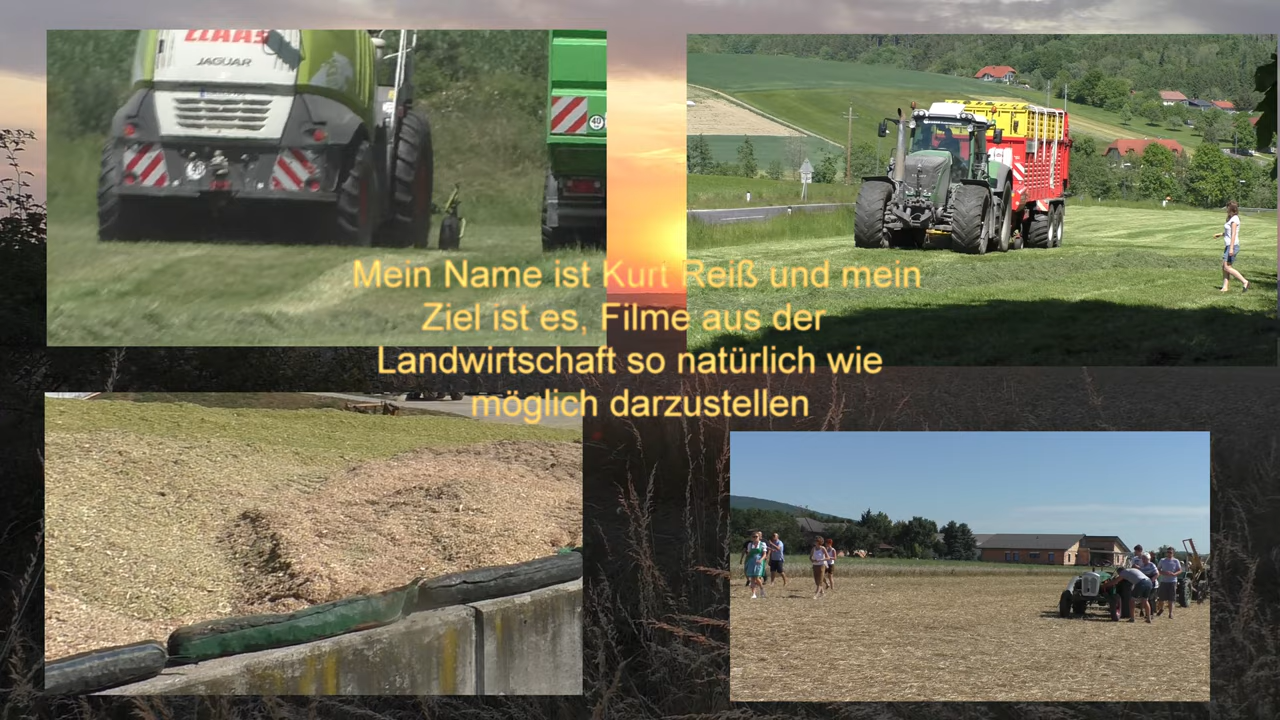 CLAAS
JAGUAR
40
Mein Name ist Kurt Reiß und mein
Ziel ist es, Filme aus der
Landwirtschaft so natürlich wie
möglich darzustellen